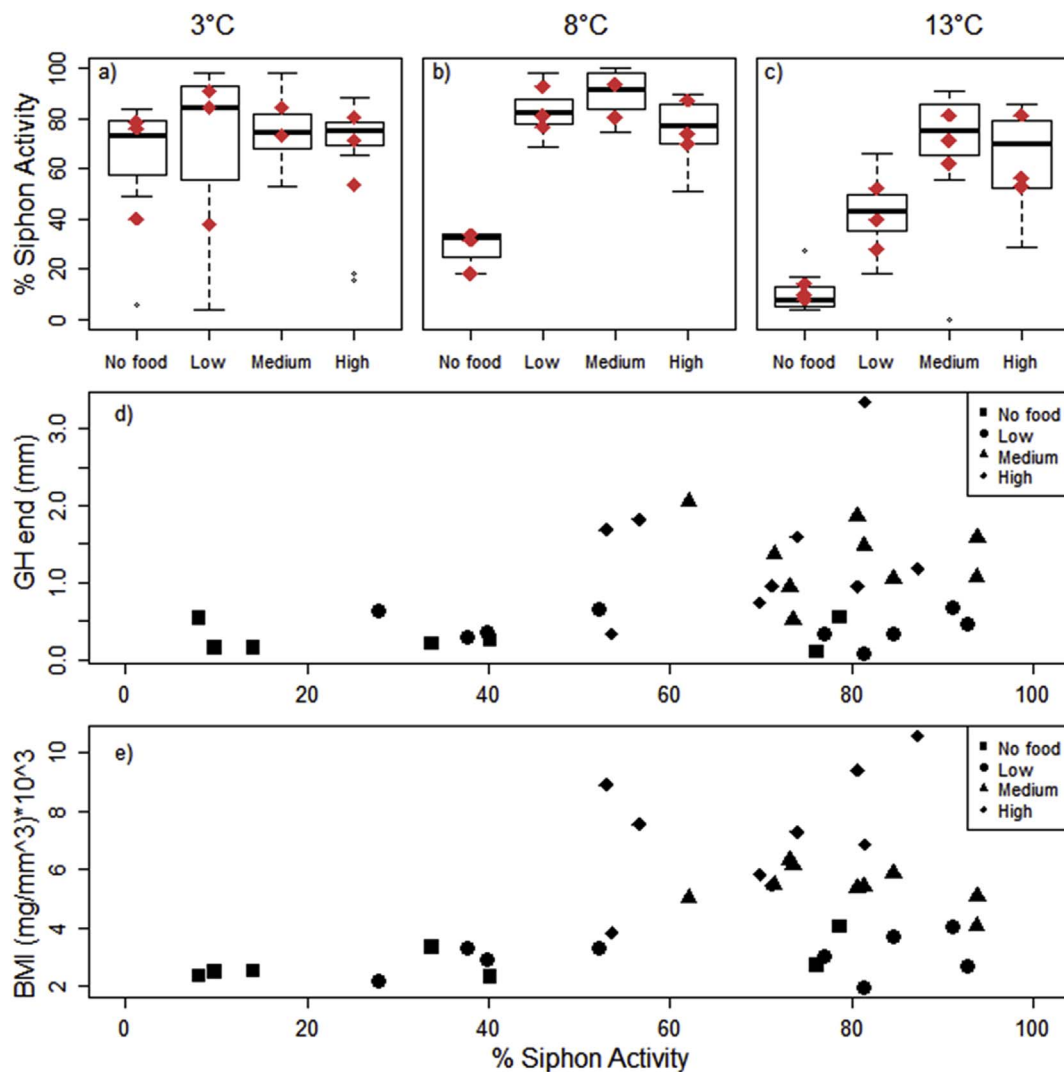 3°C 8°C 13°C
a) b) c)
% Siphon Activity
0 20 40 60 80 100
No food Low Medium High No food Low Medium High No food Low Medium High
d)
GH end (mm)
0.0 1.0 2.0 3.0
No food
Low
Medium
High
0 20 40 60 80 100
e)
BMI (mg/mm^3)*10^3
2 4 6 8 10
No food
Low
Medium
High
0 20 40 60 80 100
% Siphon Activity